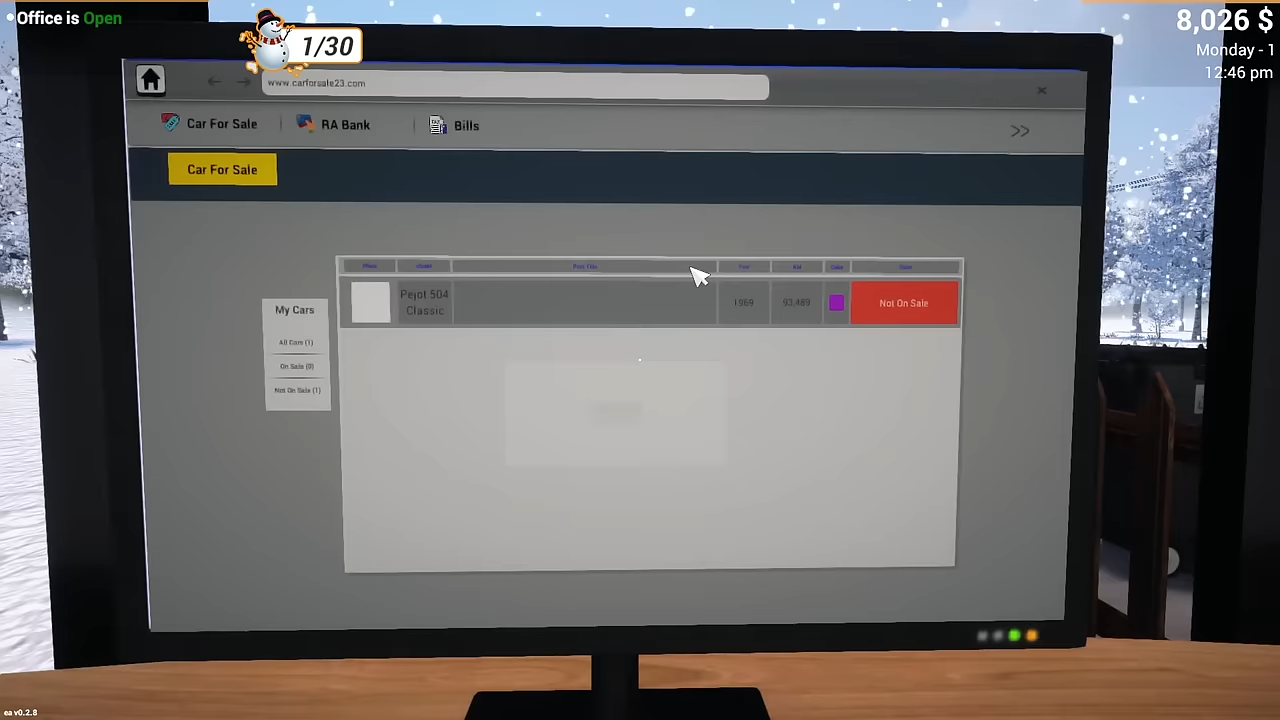 Office is Open
1/30
8,026 $
Monday - 1
12:46 pm
www.carforsale23.com
Car For Sale
RA Bank
Bills
>>
Car For Sale
My Cars
All Cars (1)
On Sale (0)
Not On Sale (1)
Pejot 504
Classic
1969
93,489
Not On Sale
ea v0.2.8